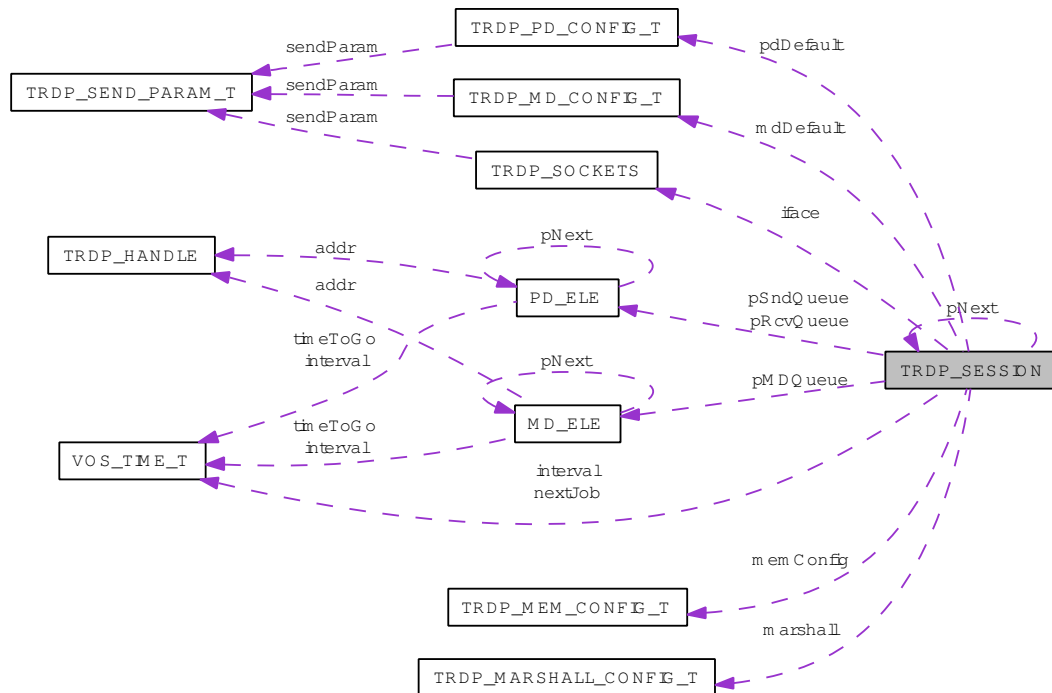 TRDP_PD_CONFIG_T
pdDefault
sendParam
TRDP_SEND_PARAM_T
sendParam
TRDP_MD_CONFIG_T
sendParam
mdDefault
TRDP_SOCKETS
iface
TRDP_HANDLE
addr
pNext
addr
PD_ELE
pSndQueue
pRcvQueue
pNext
timeToGo
interval
pNext
pMDQueue
TRDP_SESSION
MD_ELE
timeToGo
interval
VOS_TIME_T
interval
nextJob
memConfig
TRDP_MEM_CONFIG_T
marshall
TRDP_MARSHALL_CONFIG_T